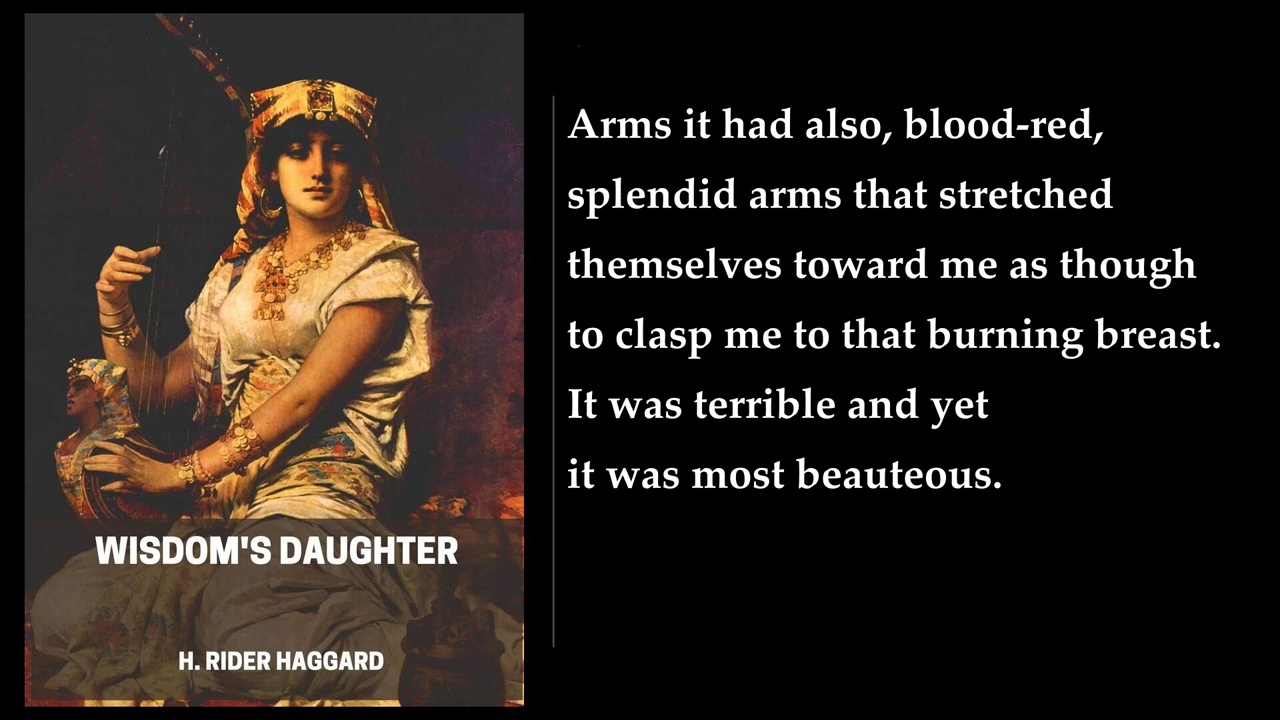 WISDOM'S DAUGHTER
H. RIDER HAGGARD
Arms it had also, blood-red,
splendid arms that stretched
themselves toward me as though
to clasp me to that burning breast.
It was terrible and yet
it was most beauteous.